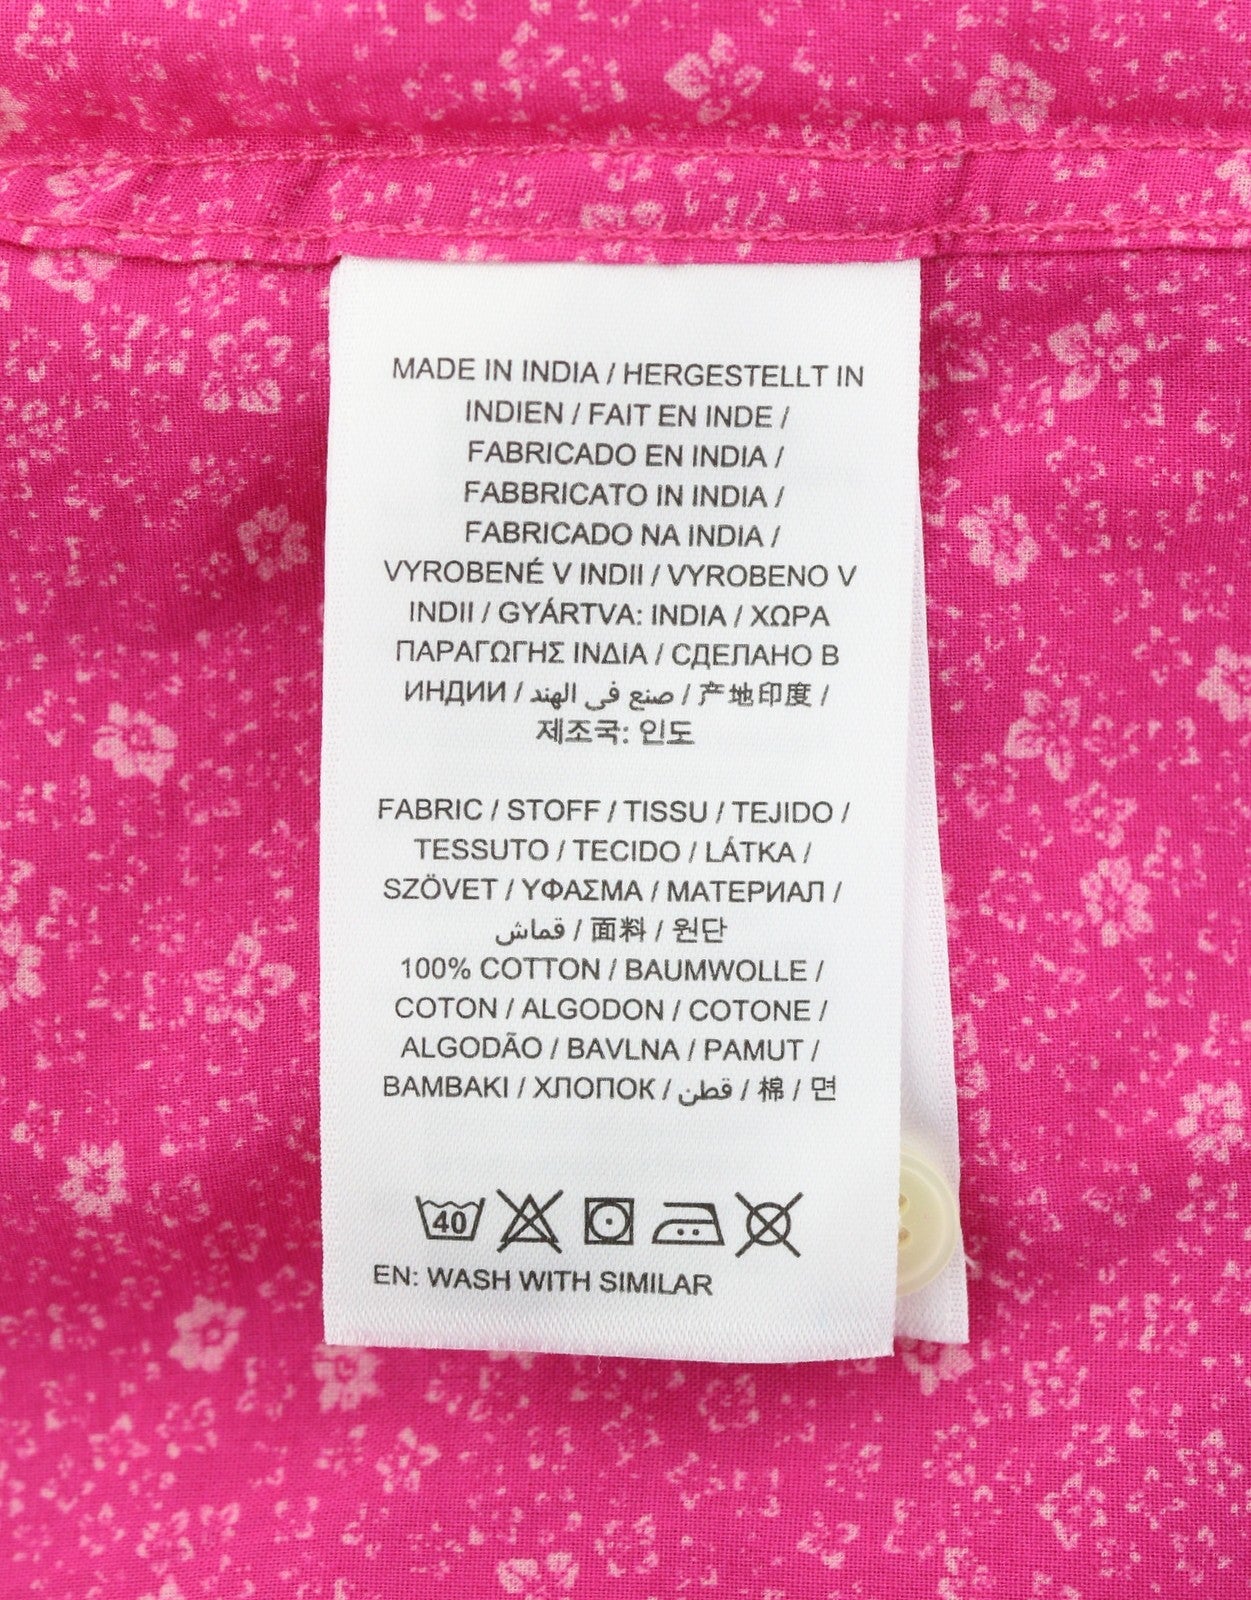 MADE IN INDIA / HERGESTELLT IN
INDIEN / FAIT EN INDE /
FABRICADO EN INDIA /
FABBRICATO IN INDIA /
FABRICADO NA INDIA /
VYROBENÉ V INDII / VYROBENO V
INDII / GYÁRTVA: INDIA / ΧΩΡΑ
ΠΑΡΑΓΩΓΗΣ ΙΝΔΙΑ / СДЕЛАНО В
ИНДИИ / صنع في الهند / 产地印度 /
제조국: 인도
FABRIC / STOFF / TISSU / TEJIDO /
TESSUTO / TECIDO / LÁTKA /
SZÖVET / ΥΦΑΣΜΑ / МАТЕРИАЛ /
قماش / 面料 / 원단
100% COTTON / BAUMWOLLE /
COTON / ALGODON / COTONE /
ALGODÃO / BAVLNA / PAMUT /
BAMBAKI / ХЛОПОК / قطن / 棉 / 면
40
EN: WASH WITH SIMILAR